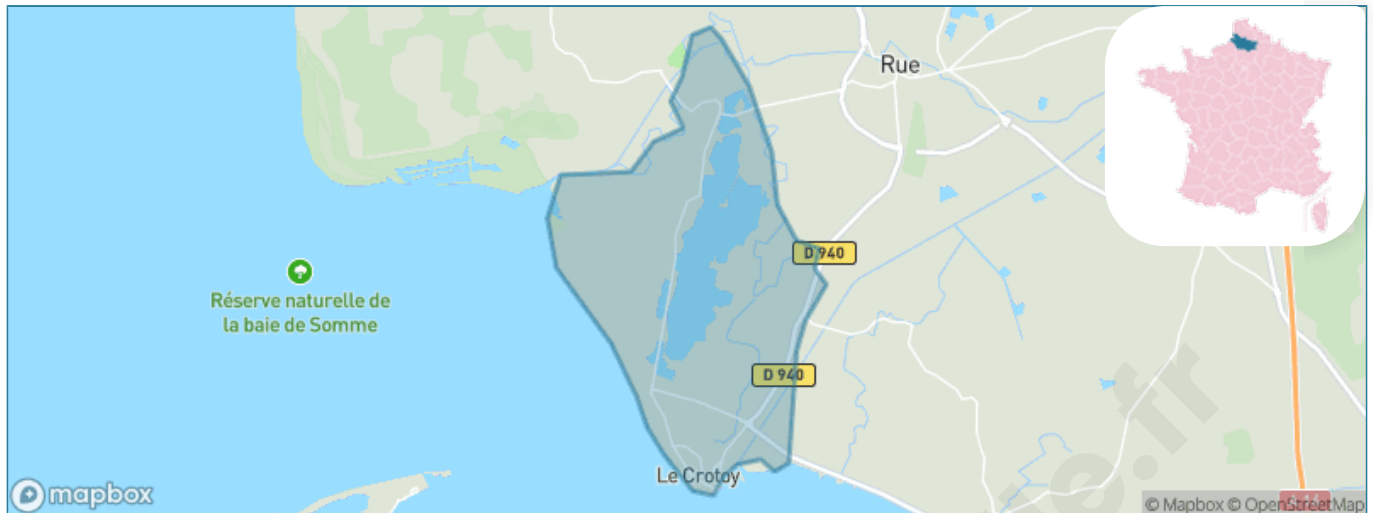 Rue
D 940
Réserve naturelle de
la baie de Somme
D 940
Le Crotoy
mapbox
© Mapbox © OpenStreetMap